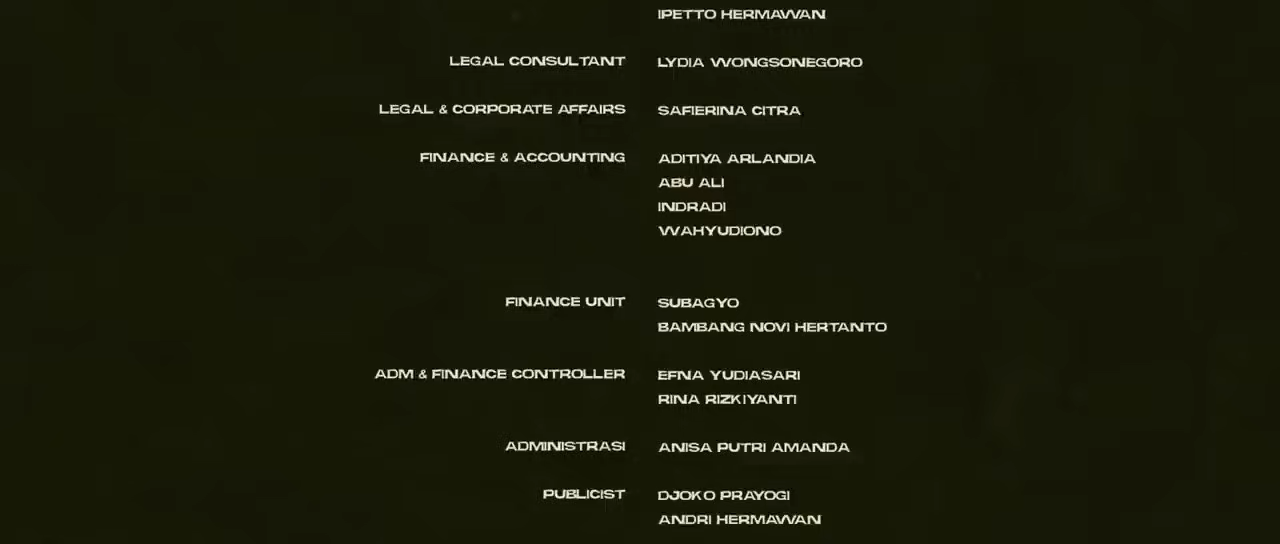 IPETTO HERMAWAN
LEGAL CONSULTANT LYDIA WONGSONEGORO
LEGAL & CORPORATE AFFAIRS SAFIERINA CITRA
FINANCE & ACCOUNTING ADITIYA ARLANDIA
ABU ALI
INDRADI
WAHYUDIONO
FINANCE UNIT SUBAGYO
BAMBANG NOVI HERTANTO
ADM & FINANCE CONTROLLER EFNA YUDIASARI
RINA RIZKIYANTI
ADMINISTRASI ANISA PUTRI AMANDA
PUBLICIST DJOKO PRAYOGI
ANDRI HERMAWAN